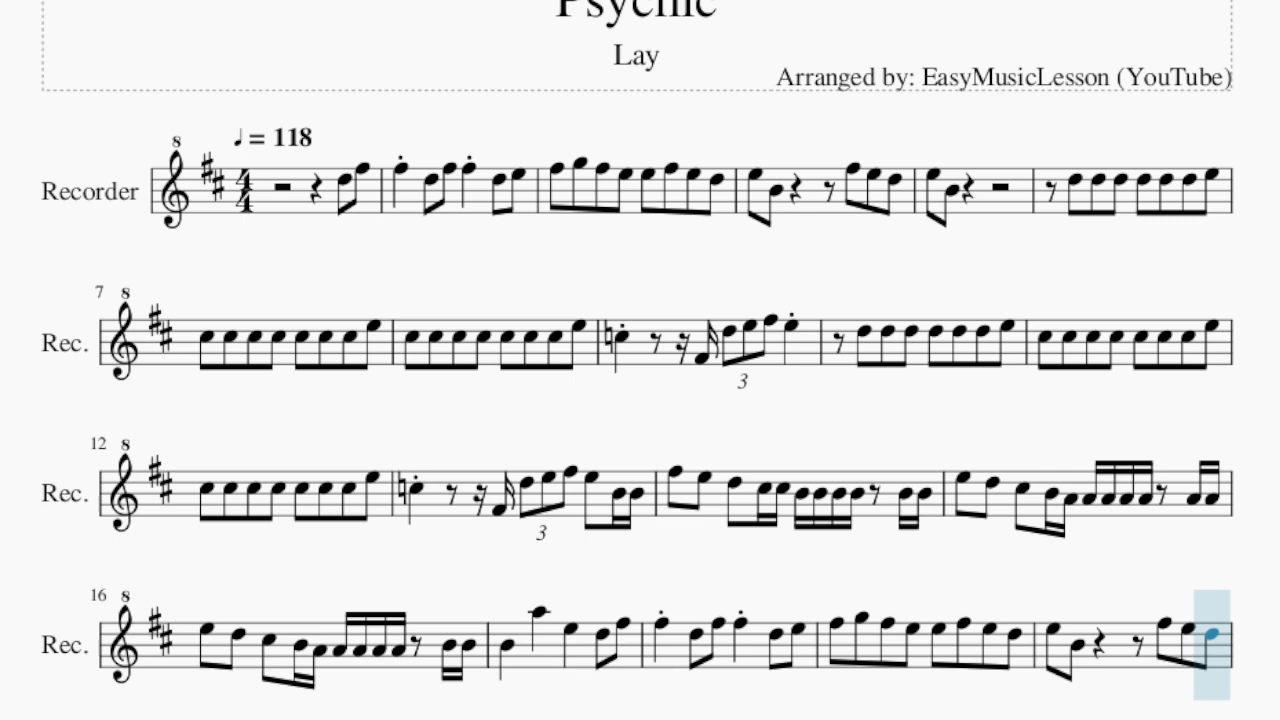 Psychic
Lay
Arranged by: EasyMusicLesson (YouTube)
8
♩ = 118
Recorder
4
4
7 8
Rec.
3
12 8
Rec.
3
16 8
Rec.